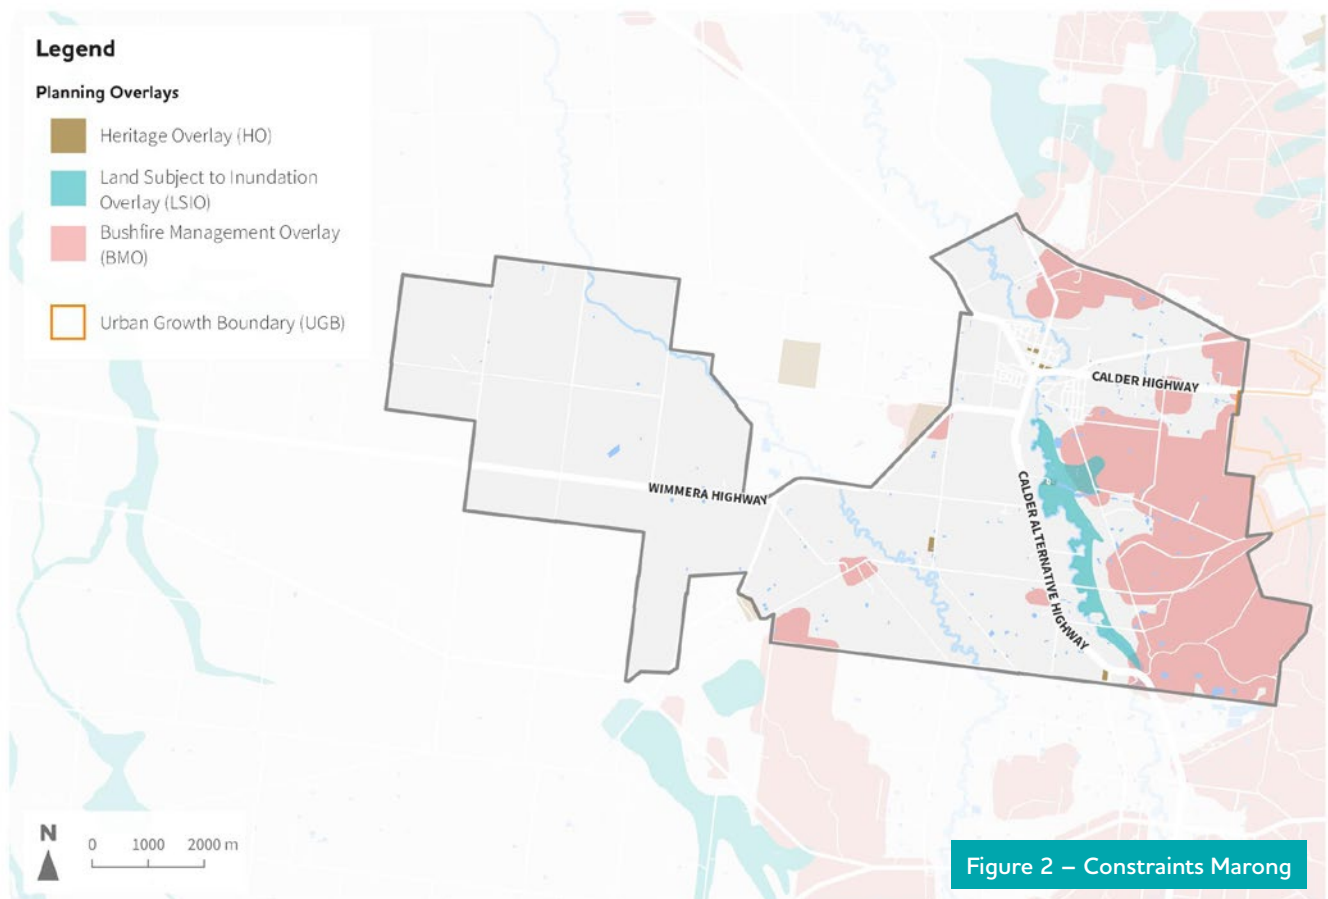 Legend
Planning Overlays
Heritage Overlay (HO)
Land Subject to Inundation
Overlay (LSIO)
Bushfire Management Overlay
(BMO)
Urban Growth Boundary (UGB)
CALDER HIGHWAY
WIMMERA HIGHWAY
CALDER ALTERNATIVE HIGHWAY
N
0 1000 2000 m
Figure 2 – Constraints Marong